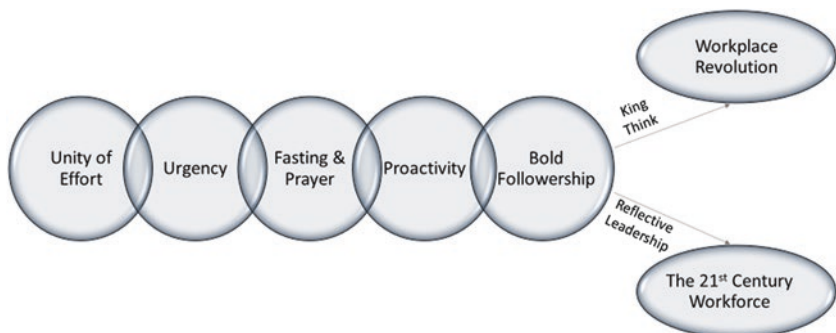 Unity of
Effort
Urgency
Fasting &
Prayer
Proactivity
Bold
Followership
King
Think
Workplace
Revolution
Reflective
Leadership
The 21st Century
Workforce